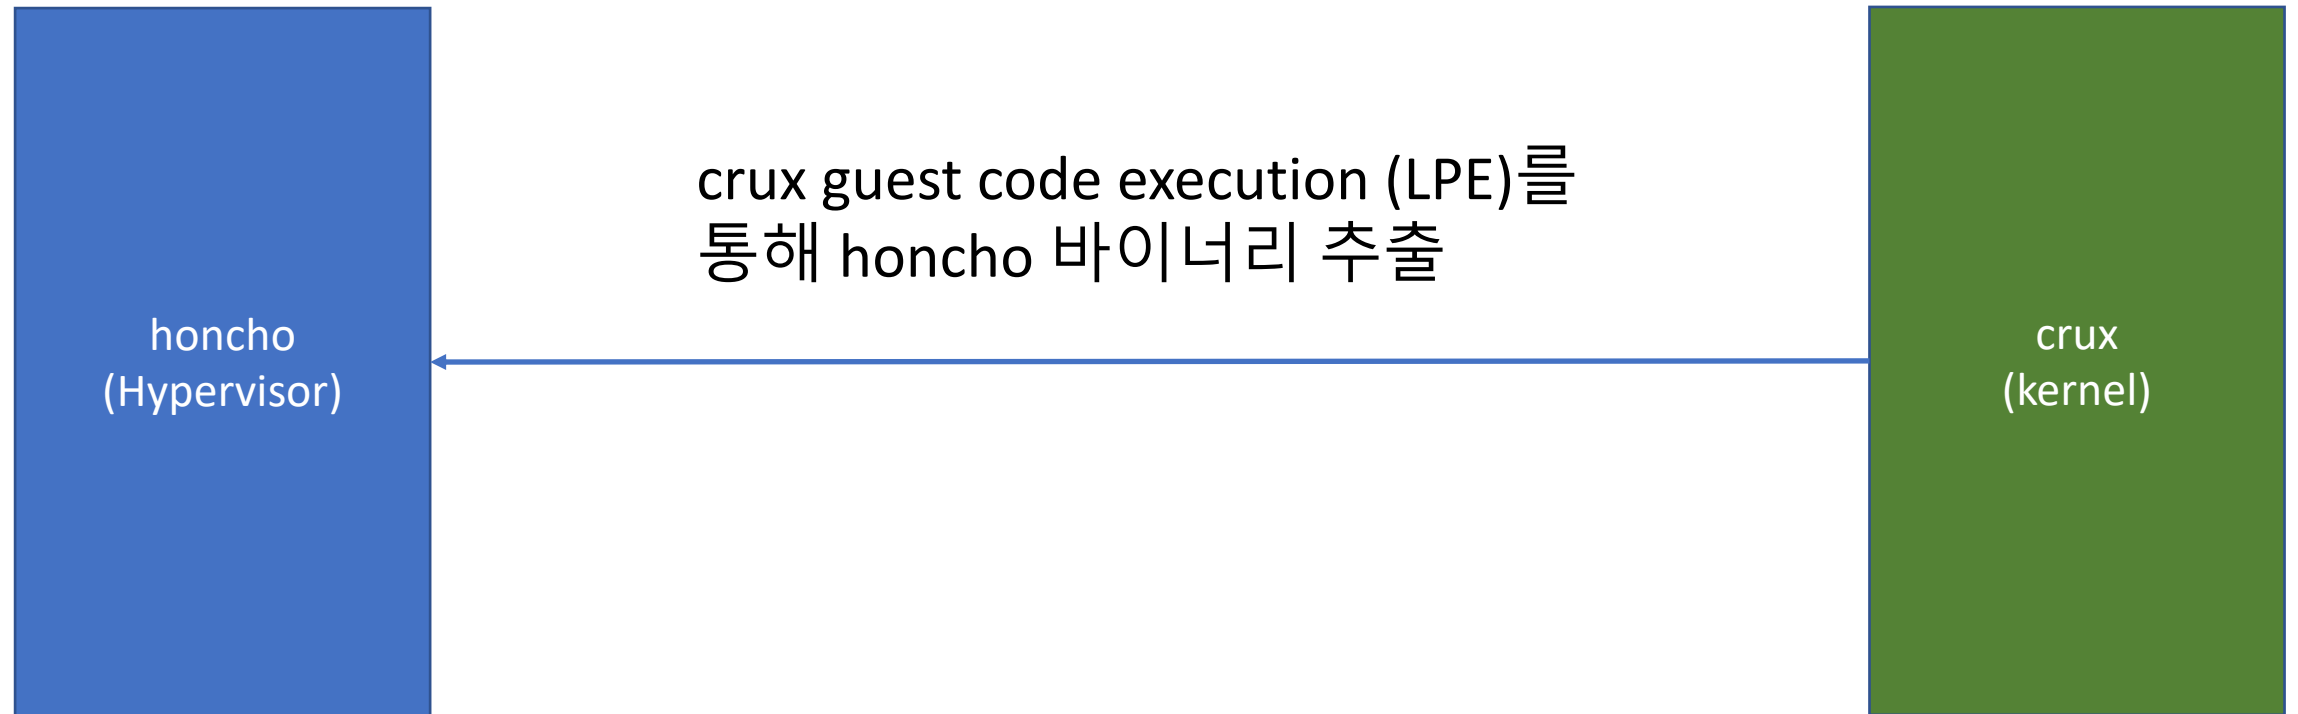 crux guest code execution (LPE)를
통해 honcho 바이너리 추출
honcho
(Hypervisor)
crux
(kernel)